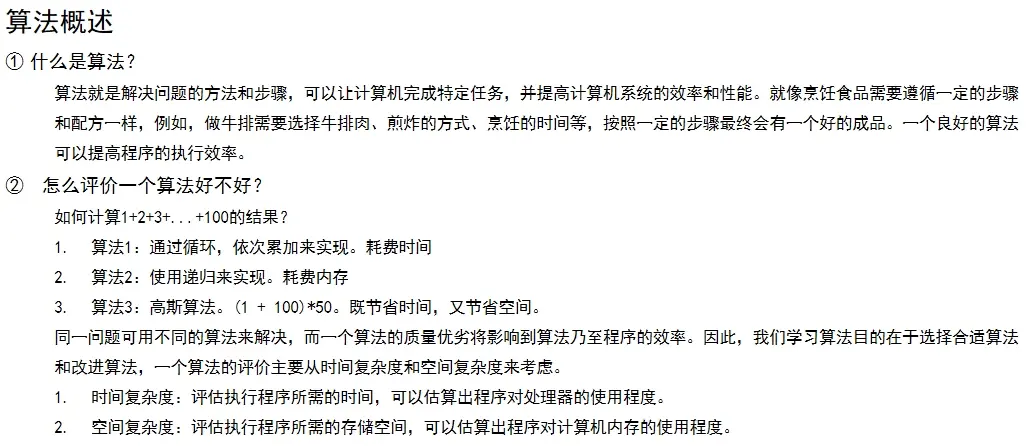 算法概述
① 什么是算法？
算法就是解决问题的方法和步骤，可以让计算机完成特定任务，并提高计算机系统的效率和性能。就像烹饪食品需要遵循一定的步骤
和配方一样，例如，做牛排需要选择牛排肉、煎炸的方式、烹饪的时间等，按照一定的步骤最终会有一个好的成品。一个良好的算法
可以提高程序的执行效率。
② 怎么评价一个算法好不好？
如何计算1+2+3+...+100的结果？
1. 算法1：通过循环，依次累加来实现。耗费时间
2. 算法2：使用递归来实现。耗费内存
3. 算法3：高斯算法。(1 + 100)*50。既节省时间，又节省空间。
同一问题可用不同的算法来解决，而一个算法的质量优劣将影响到算法乃至程序的效率。因此，我们学习算法目的在于选择合适算法
和改进算法，一个算法的评价主要从时间复杂度和空间复杂度来考虑。
1. 时间复杂度：评估执行程序所需的时间，可以估算出程序对处理器的使用程度。
2. 空间复杂度：评估执行程序所需的存储空间，可以估算出程序对计算机内存的使用程度。